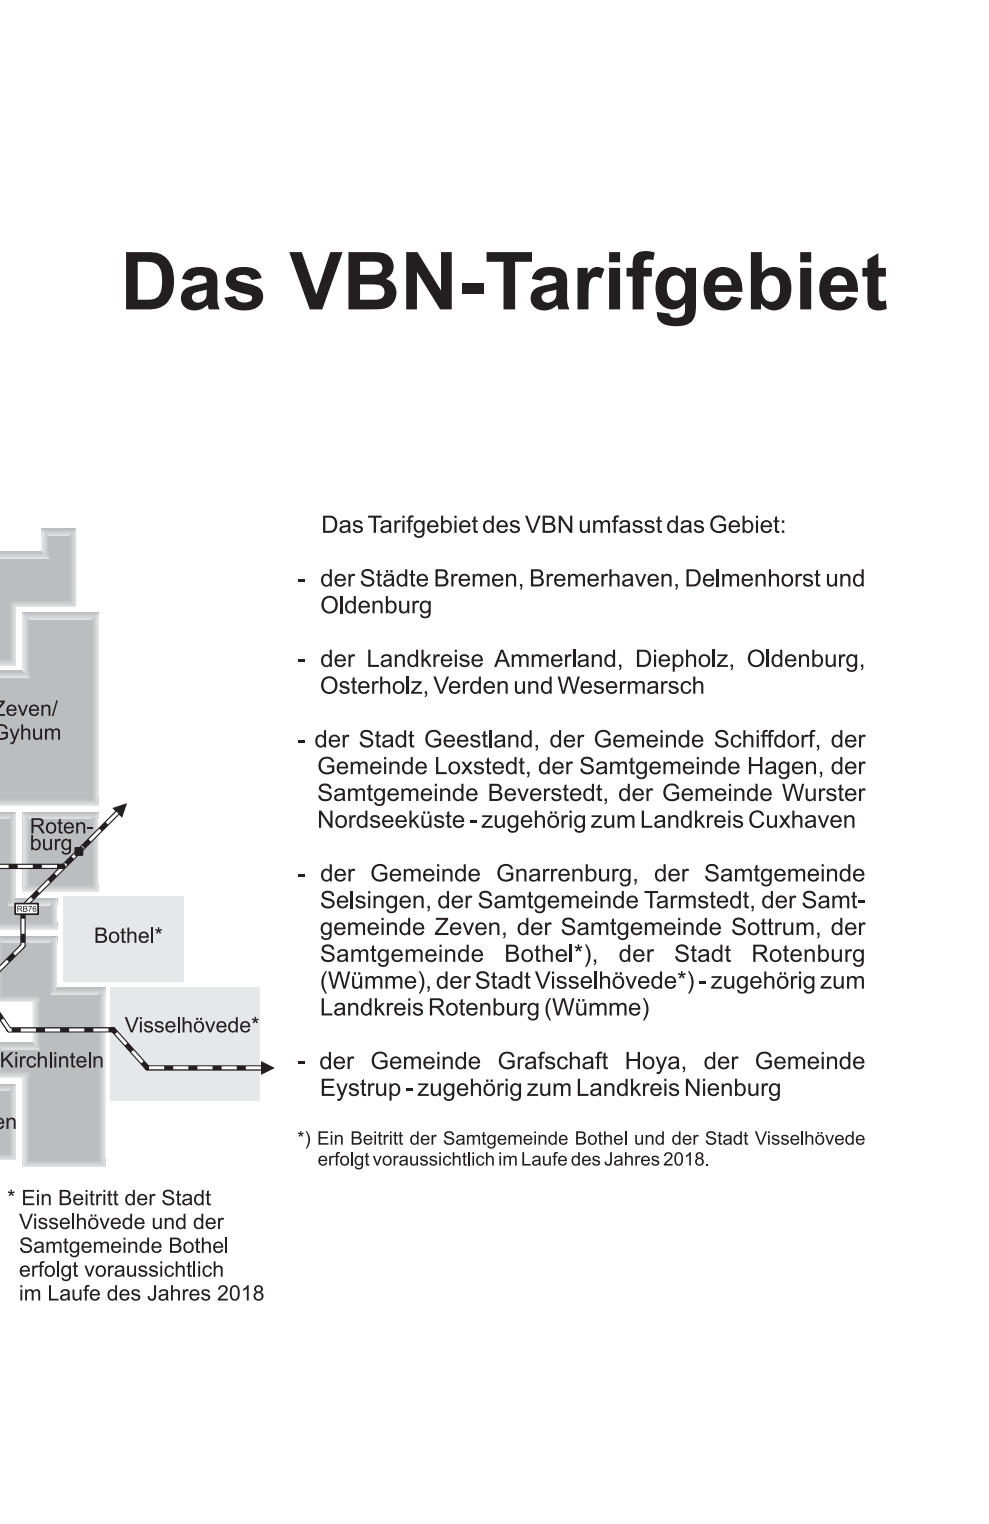 Das VBN-Tarifgebiet
Das Tarifgebiet des VBN umfasst das Gebiet:
- der Städte Bremen, Bremerhaven, Delmenhorst und
Oldenburg
- der Landkreise Ammerland, Diepholz, Oldenburg,
Osterholz, Verden und Wesermarsch
- der Stadt Geestland, der Gemeinde Schiffdorf, der
Gemeinde Loxstedt, der Samtgemeinde Hagen, der
Samtgemeinde Beverstedt, der Gemeinde Wurster
Nordseeküste - zugehörig zum Landkreis Cuxhaven
- der Gemeinde Gnarrenburg, der Samtgemeinde
Selsingen, der Samtgemeinde Tarmstedt, der Samt-
gemeinde Zeven, der Samtgemeinde Sottrum, der
Samtgemeinde Bothel*), der Stadt Rotenburg
(Wümme), der Stadt Visselhövede*) - zugehörig zum
Landkreis Rotenburg (Wümme)
- der Gemeinde Grafschaft Hoya, der Gemeinde
Eystrup - zugehörig zum Landkreis Nienburg
*) Ein Beitritt der Samtgemeinde Bothel und der Stadt Visselhövede
erfolgt voraussichtlich im Laufe des Jahres 2018.
Zeven/
Gyhum
Roten-
burg
RB76
Bothel*
Visselhövede*
Kirchlinteln
en
* Ein Beitritt der Stadt
Visselhövede und der
Samtgemeinde Bothel
erfolgt voraussichtlich
im Laufe des Jahres 2018